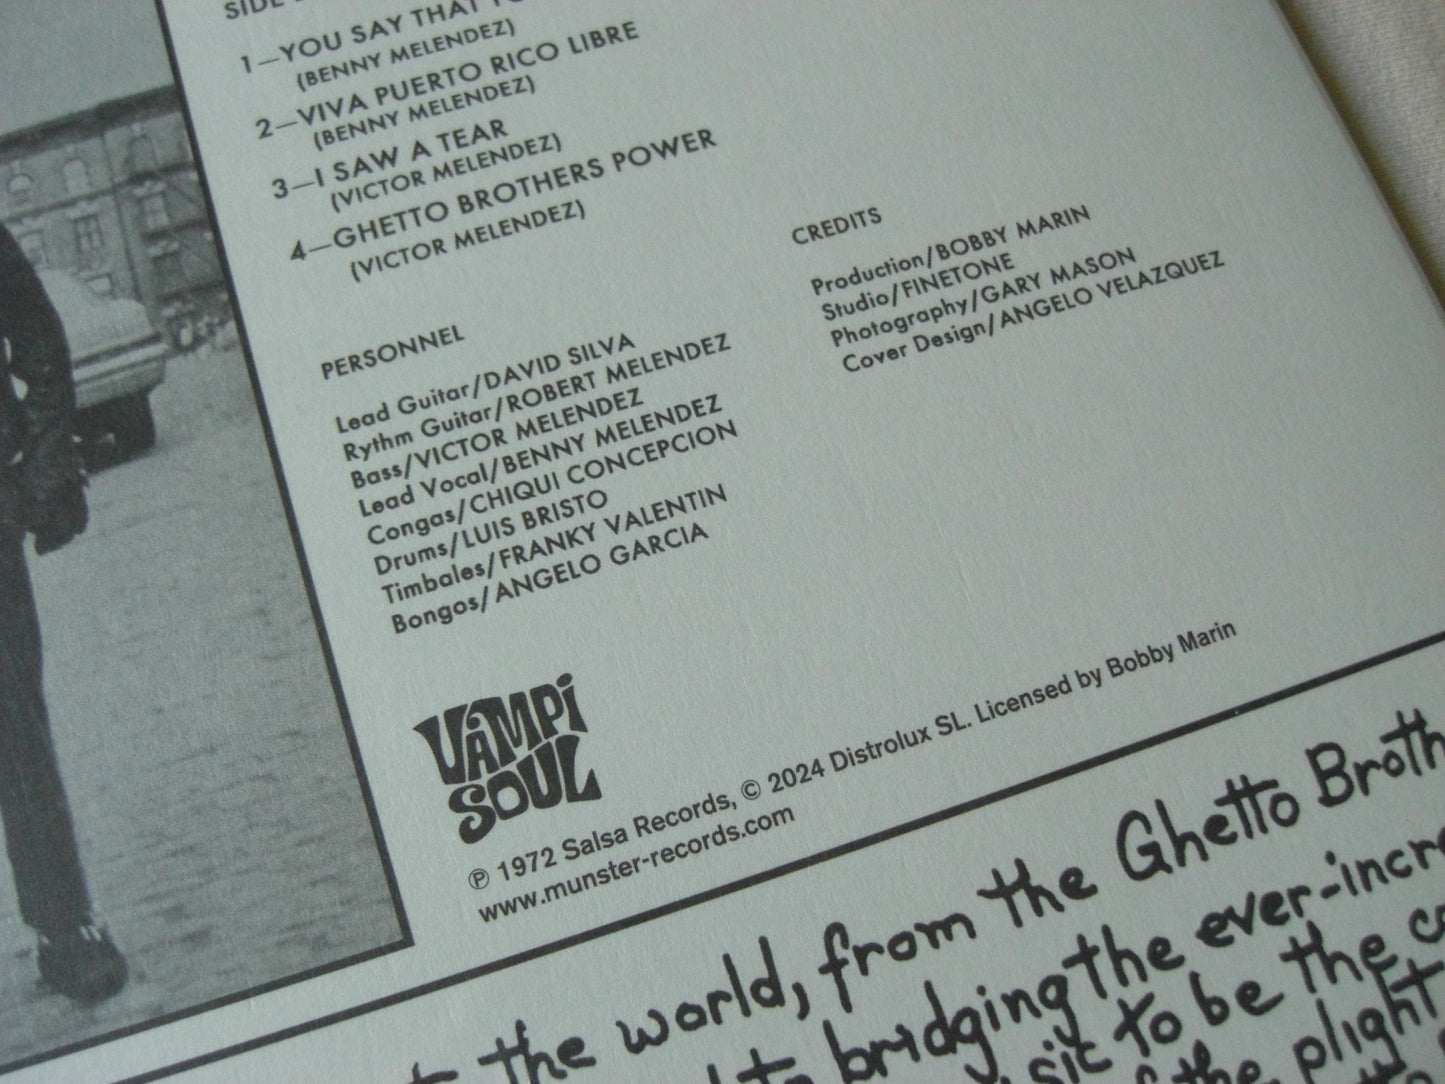 SIDE
1—YOU SAY THAT
(BENNY MELENDEZ)
2—VIVA PUERTO RICO LIBRE
(BENNY MELENDEZ)
3—I SAW A TEAR
(VICTOR MELENDEZ)
4—GHETTO BROTHERS POWER
(VICTOR MELENDEZ)
PERSONNEL
Lead Guitar/DAVID SILVA
Rythm Guitar/ROBERT MELENDEZ
Bass/VICTOR MELENDEZ
Lead Vocal/BENNY MELENDEZ
Congas/CHIQUI CONCEPCION
Drums/LUIS BRISTO
Timbales/FRANKY VALENTIN
Bongos/ANGELO GARCIA
CREDITS
Production/BOBBY MARIN
Studio/FINETONE
Photography/GARY MASON
Cover Design/ANGELO VELAZQUEZ
VAMPi SOUL
℗ 1972 Salsa Records, © 2024 Distrolux SL. Licensed by Bobby Marin
www.munster-records.com
the world, from the Ghetto
to bridging the
to be the
the plight